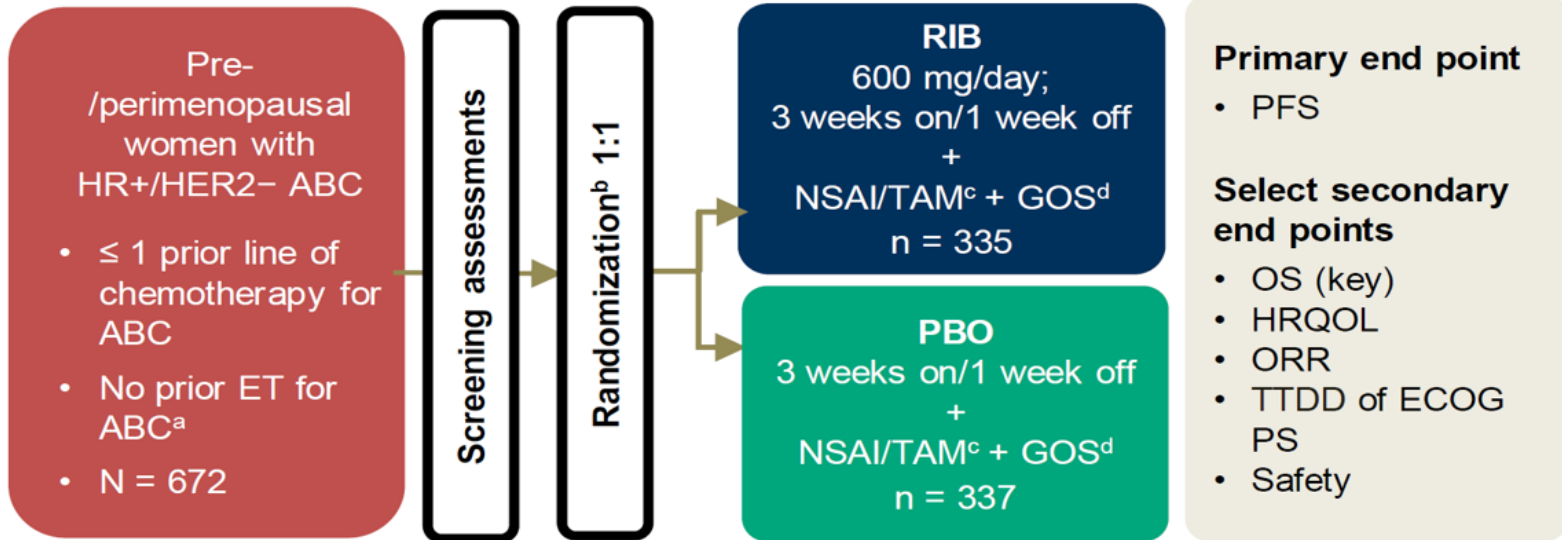 Pre-
/perimenopausal
women with
HR+/HER2− ABC
• ≤ 1 prior line of
chemotherapy for
ABC
• No prior ET for
ABCᵃ
• N = 672
Screening assessments
Randomizationᵇ 1:1
RIB
600 mg/day;
3 weeks on/1 week off
+
NSAI/TAMᶜ + GOSᵈ
n = 335
PBO
3 weeks on/1 week off
+
NSAI/TAMᶜ + GOSᵈ
n = 337
Primary end point
• PFS
Select secondary
end points
• OS (key)
• HRQOL
• ORR
• TTDD of ECOG
PS
• Safety